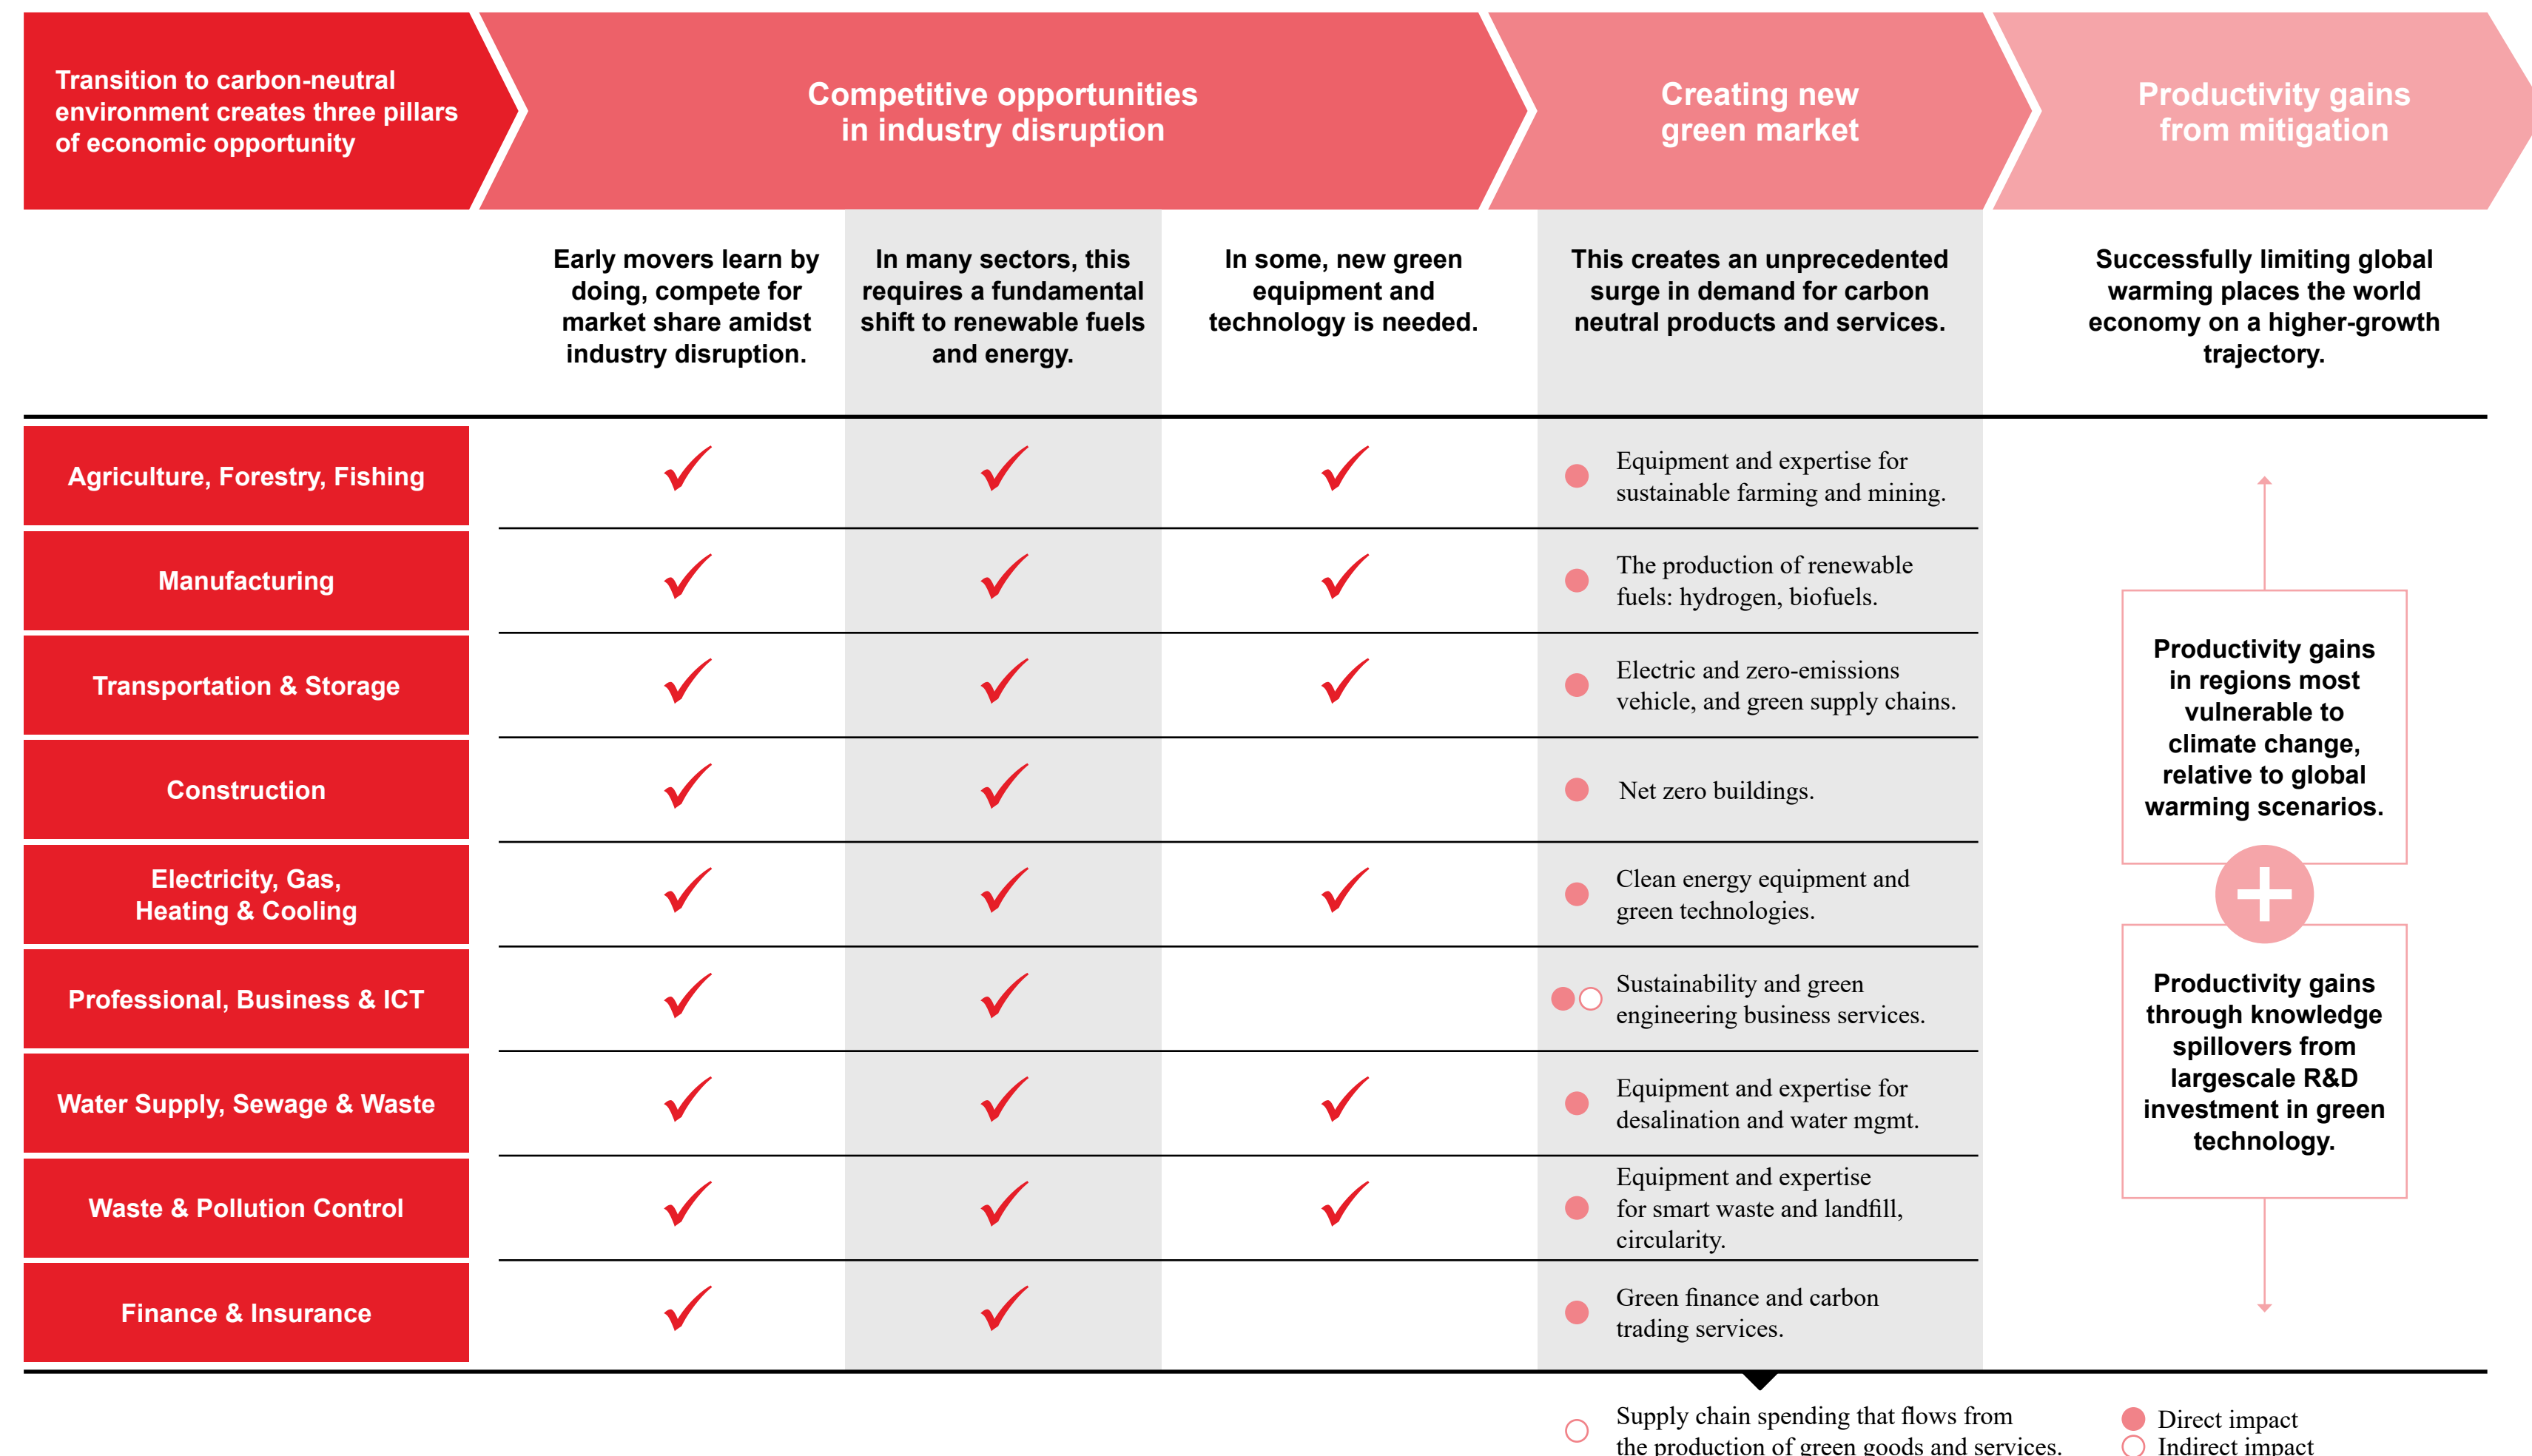 Transition to carbon-neutral
environment creates three pillars
of economic opportunity
Competitive opportunities
in industry disruption
Creating new
green market
Productivity gains
from mitigation
Early movers learn by
doing, compete for
market share amidst
industry disruption.
In many sectors, this
requires a fundamental
shift to renewable fuels
and energy.
In some, new green
equipment and
technology is needed.
This creates an unprecedented
surge in demand for carbon
neutral products and services.
Successfully limiting global
warming places the world
economy on a higher-growth
trajectory.
Agriculture, Forestry, Fishing
Equipment and expertise for
sustainable farming and mining.
Manufacturing
The production of renewable
fuels: hydrogen, biofuels.
Transportation & Storage
Electric and zero-emissions
vehicle, and green supply chains.
Construction
Net zero buildings.
Electricity, Gas,
Heating & Cooling
Clean energy equipment and
green technologies.
Professional, Business & ICT
Sustainability and green
engineering business services.
Water Supply, Sewage & Waste
Equipment and expertise for
desalination and water mgmt.
Waste & Pollution Control
Equipment and expertise
for smart waste and landfill,
circularity.
Finance & Insurance
Green finance and carbon
trading services.
Productivity gains
in regions most
vulnerable to
climate change,
relative to global
warming scenarios.
Productivity gains
through knowledge
spillovers from
largescale R&D
investment in green
technology.
Supply chain spending that flows from
the production of green goods and services.
Direct impact
Indirect impact